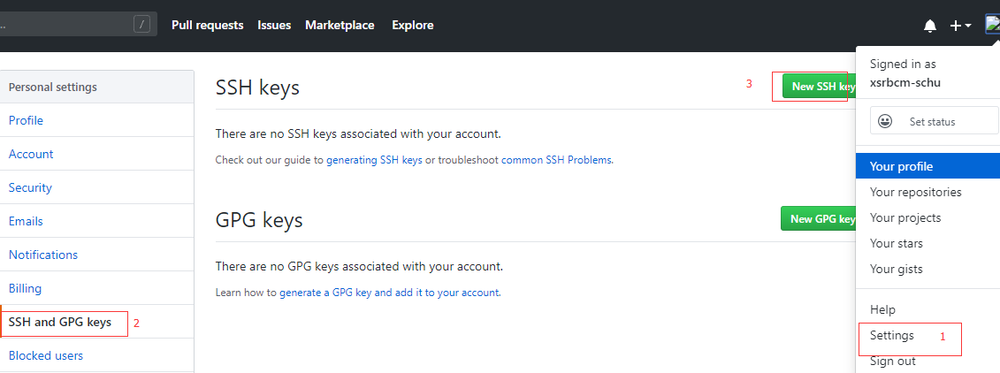 ... / Pull requests Issues Marketplace Explore
Personal settings
Profile
Account
Security
Emails
Notifications
Billing
SSH and GPG keys 2
Blocked users
SSH keys 3 New SSH key
There are no SSH keys associated with your account.
Check out our guide to generating SSH keys or troubleshoot common SSH Problems.
GPG keys New GPG key
There are no GPG keys associated with your account.
Learn how to generate a GPG key and add it to your account.
Signed in as
xsrbcm-schu
Set status
Your profile
Your repositories
Your projects
Your stars
Your gists
Help
Settings 1
Sign out